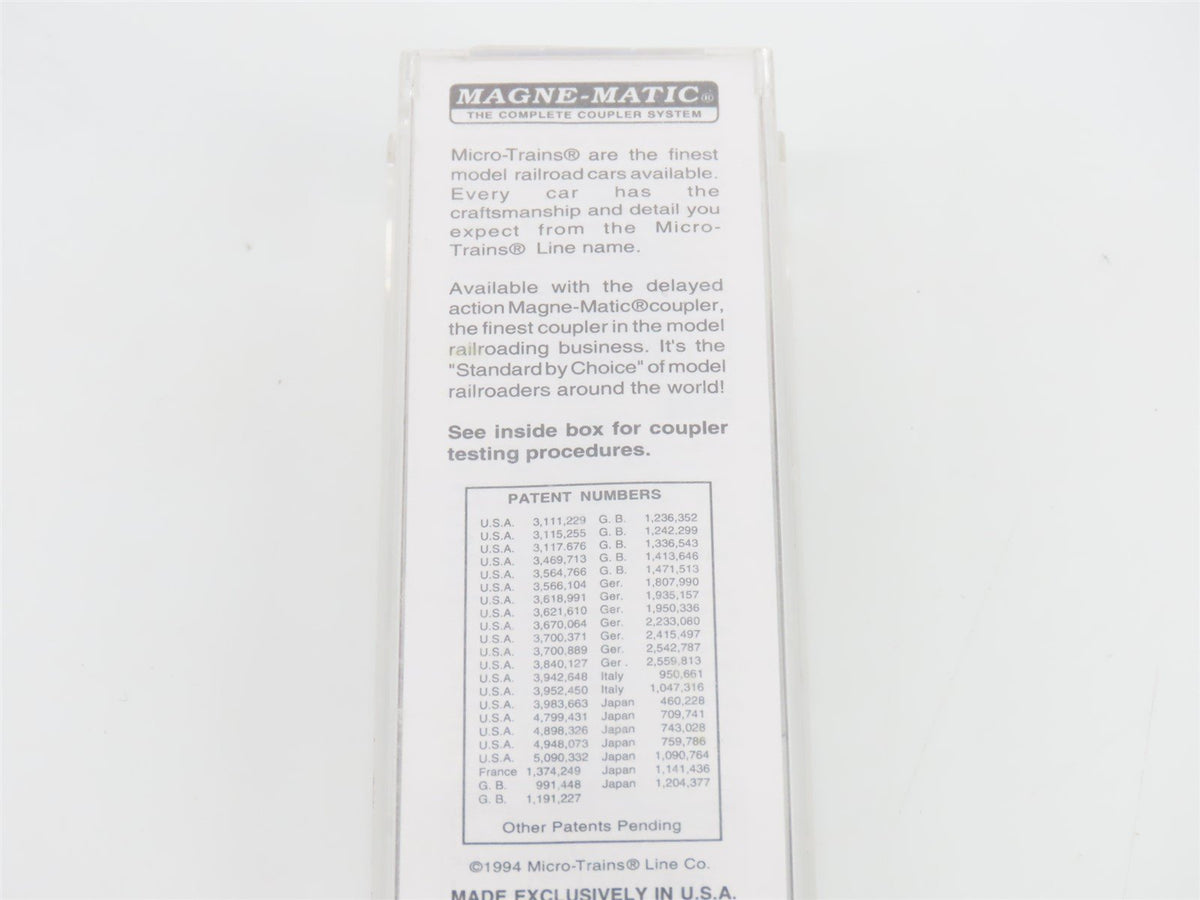 MAGNE-MATIC®
THE COMPLETE COUPLER SYSTEM
Micro-Trains® are the finest
model railroad cars available.
Every car has the
craftsmanship and detail you
expect from the Micro-
Trains® Line name.
Available with the delayed
action Magne-Matic®coupler,
the finest coupler in the model
railroading business. It's the
"Standard by Choice" of model
railroaders around the world!
See inside box for coupler
testing procedures.
PATENT NUMBERS
U.S.A. 3,111,229 G. B. 1,236,352
U.S.A. 3,115,255 G. B. 1,242,299
U.S.A. 3,117,676 G. B. 1,336,543
U.S.A. 3,469,713 G. B. 1,413,646
U.S.A. 3,564,766 G. B. 1,471,513
U.S.A. 3,566,104 Ger. 1,807,990
U.S.A. 3,618,991 Ger. 1,935,157
U.S.A. 3,621,610 Ger. 1,950,336
U.S.A. 3,670,064 Ger. 2,233,080
U.S.A. 3,700,371 Ger. 2,415,497
U.S.A. 3,700,889 Ger. 2,542,787
U.S.A. 3,840,127 Ger . 2,559,813
U.S.A. 3,942,648 Italy 950,661
U.S.A. 3,952,450 Italy 1,047,316
U.S.A. 3,983,663 Japan 460,228
U.S.A. 4,799,431 Japan 709,741
U.S.A. 4,898,326 Japan 743,028
U.S.A. 4,948,073 Japan 759,786
U.S.A. 5,090,332 Japan 1,090,764
France 1,374,249 Japan 1,141,436
G. B. 991,448 Japan 1,204,377
G. B. 1,191,227
Other Patents Pending
©1994 Micro-Trains® Line Co.
MADE EXCLUSIVELY IN U.S.A.